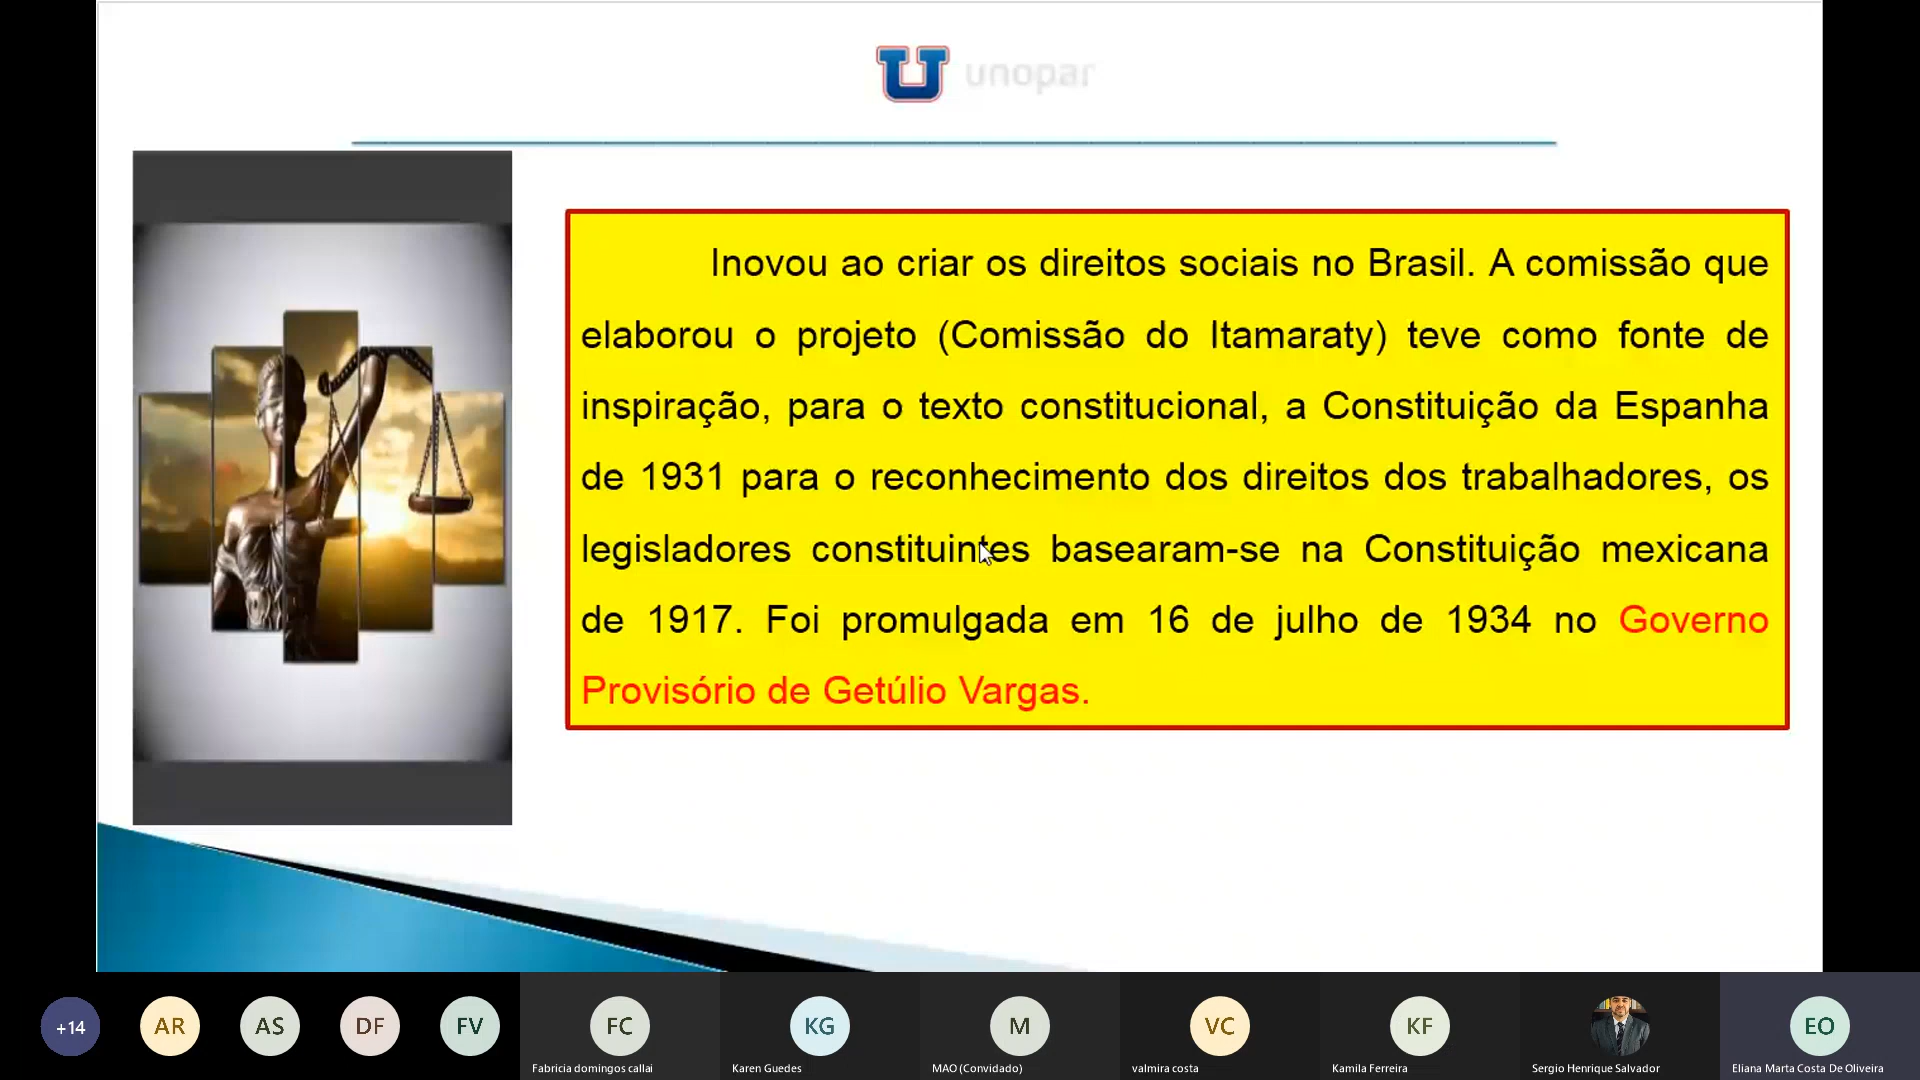 unopar
Inovou ao criar os direitos sociais no Brasil. A comissão que
elaborou o projeto (Comissão do Itamaraty) teve como fonte de
inspiração, para o texto constitucional, a Constituição da Espanha
de 1931 para o reconhecimento dos direitos dos trabalhadores, os
legisladores constituintes basearam-se na Constituição mexicana
de 1917. Foi promulgada em 16 de julho de 1934 no Governo
Provisório de Getúlio Vargas.
+14 AR AS DF FV FC KG M VC KF EO
Fabricia domingos callai Karen Guedes MAO (Convidado) valmira costa Kamila Ferreira Sergio Henrique Salvador Eliana Marta Costa De Oliveira